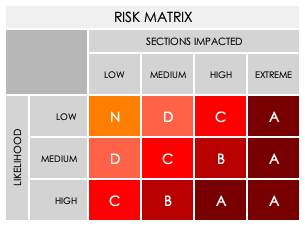 RISK MATRIX
SECTIONS IMPACTED
LOW MEDIUM HIGH EXTREME
LIKELIHOOD
LOW N D C A
MEDIUM D C B A
HIGH C B A A